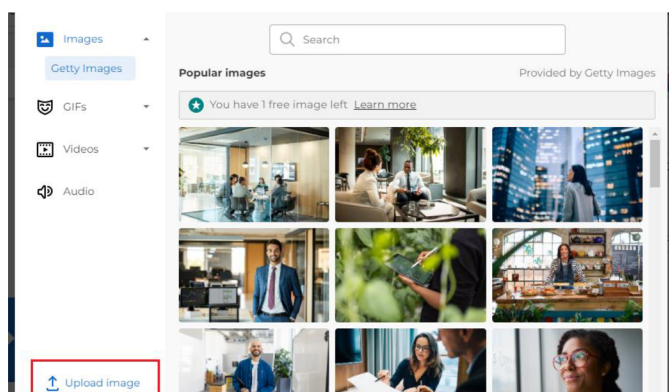 Images
Getty Images
GIFs
Videos
Audio
Upload image
Search
Popular images
Provided by Getty Images
You have 1 free image left Learn more